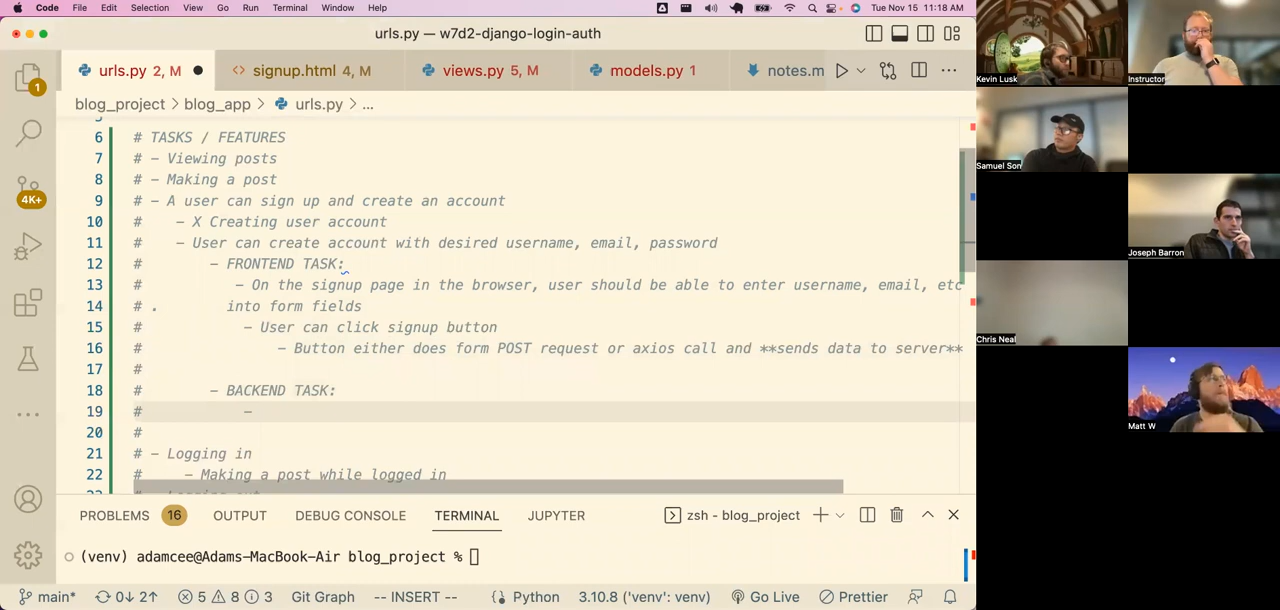 Code File Edit Selection View Go Run Terminal Window Help Tue Nov 15 11:18 AM
urls.py — w7d2-django-login-auth
urls.py 2, M signup.html 4, M views.py 5, M models.py 1 notes.m
blog_project > blog_app > urls.py > ...
1
4K+
6 # TASKS / FEATURES
7 # - Viewing posts
8 # - Making a post
9 # - A user can sign up and create an account
10 # - X Creating user account
11 # - User can create account with desired username, email, password
12 # - FRONTEND TASK:
13 # - On the signup page in the browser, user should be able to enter username, email, etc
14 # . into form fields
15 # - User can click signup button
16 # - Button either does form POST request or axios call and **sends data to server**
17 #
18 # - BACKEND TASK:
19 # -
20 #
21 # - Logging in
22 # - Making a post while logged in
PROBLEMS 16 OUTPUT DEBUG CONSOLE TERMINAL JUPYTER zsh - blog_project
(venv) adamcee@Adams-MacBook-Air blog_project %
main* 0↓ 2↑ 5 8 3 Git Graph -- INSERT -- Python 3.10.8 ('venv': venv) Go Live Prettier
Kevin Lusk
Instructor
Samuel Son
Joseph Barron
Chris Neal
Matt W